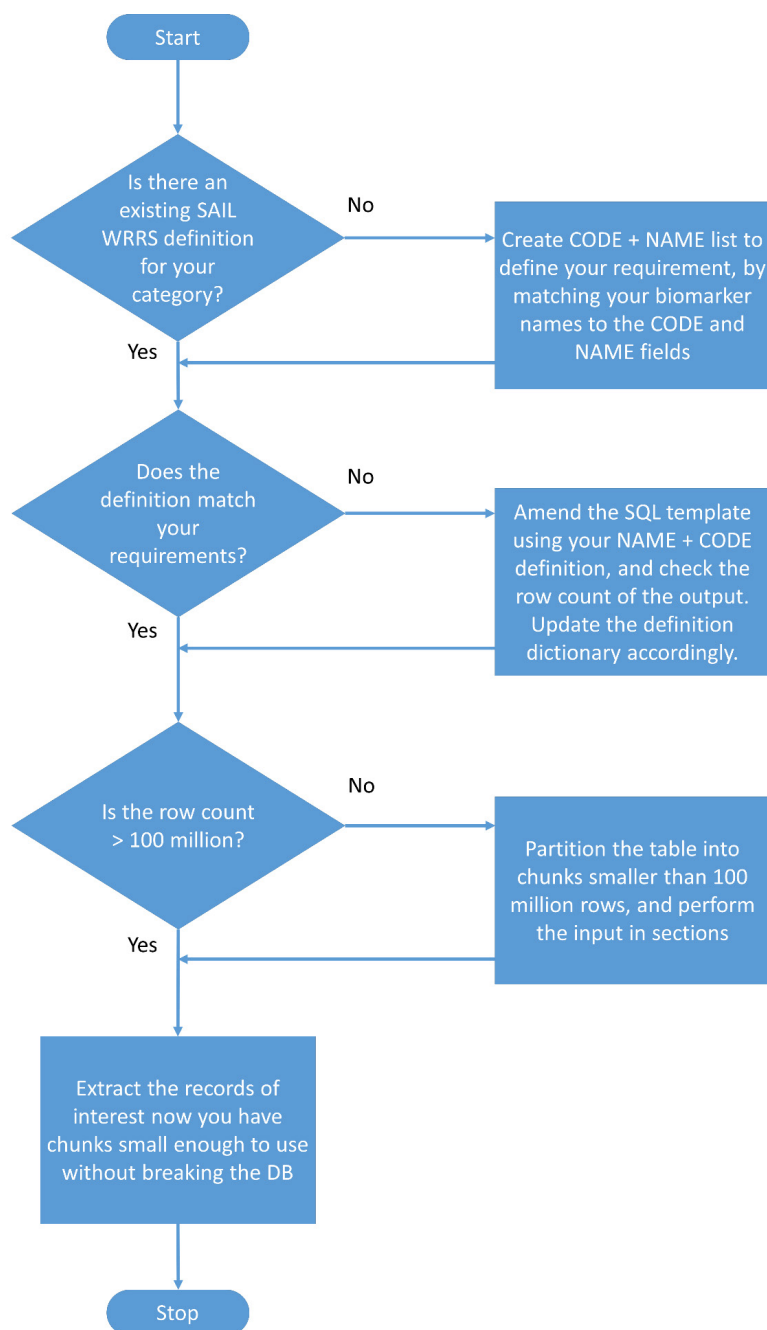 Start
Is there an
existing SAIL
WRRS definition
for your
category?
No
Create CODE + NAME list to
define your requirement, by
matching your biomarker
names to the CODE and
NAME fields
Yes
Does the
definition match
your
requirements?
No
Amend the SQL template
using your NAME + CODE
definition, and check the
row count of the output.
Update the definition
dictionary accordingly.
Yes
Is the row count
> 100 million?
No
Partition the table into
chunks smaller than 100
million rows, and perform
the input in sections
Yes
Extract the records of
interest now you have
chunks small enough to use
without breaking the DB
Stop